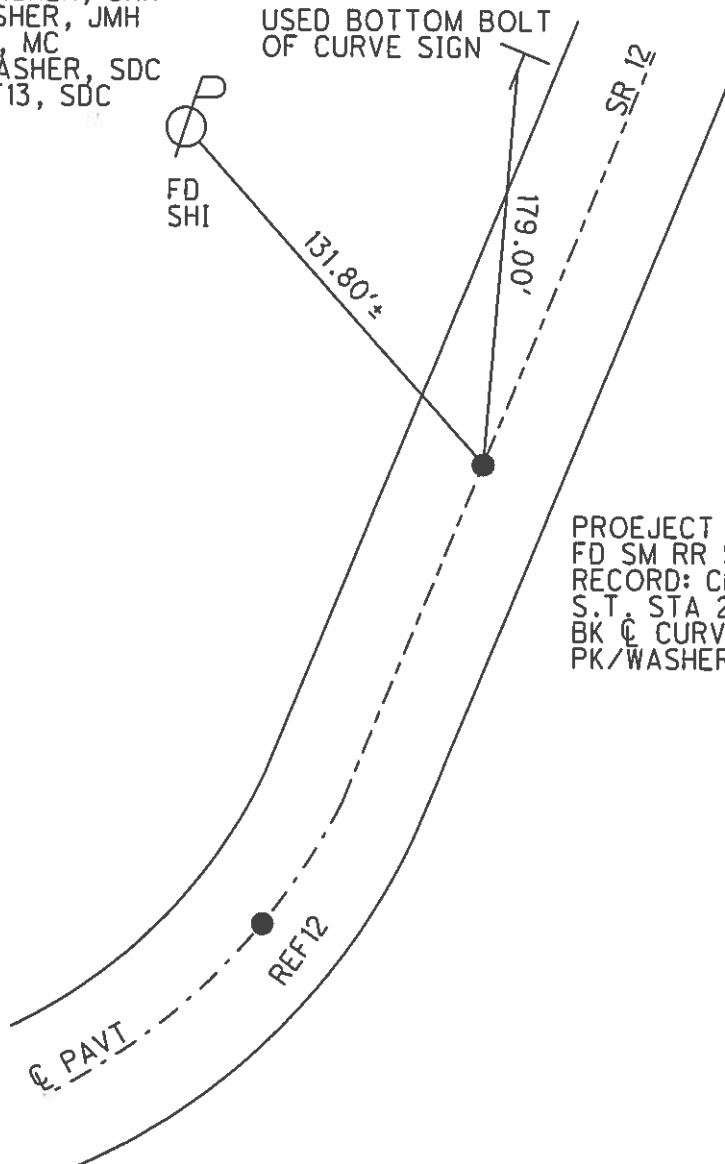 SHER, JMH
, MC
ASHER, SDC
T13, SDC
USED BOTTOM BOLT
OF CURVE SIGN
SR 12
P
FD
SHI
131.80'±
179.00'
PROEJECT
FD SM RR
RECORD:
S.T. STA 2
BK ℄ CURV
PK/WASHER
REF12
℄ PAVT